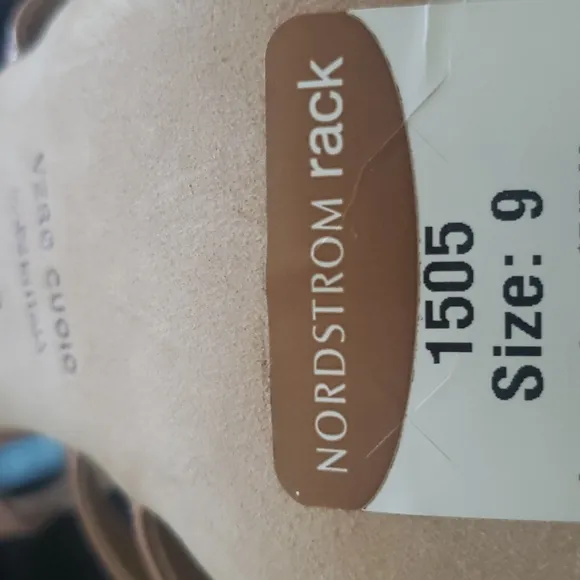 VERO CUOIO
NORDSTROM rack
1505
Size: 9